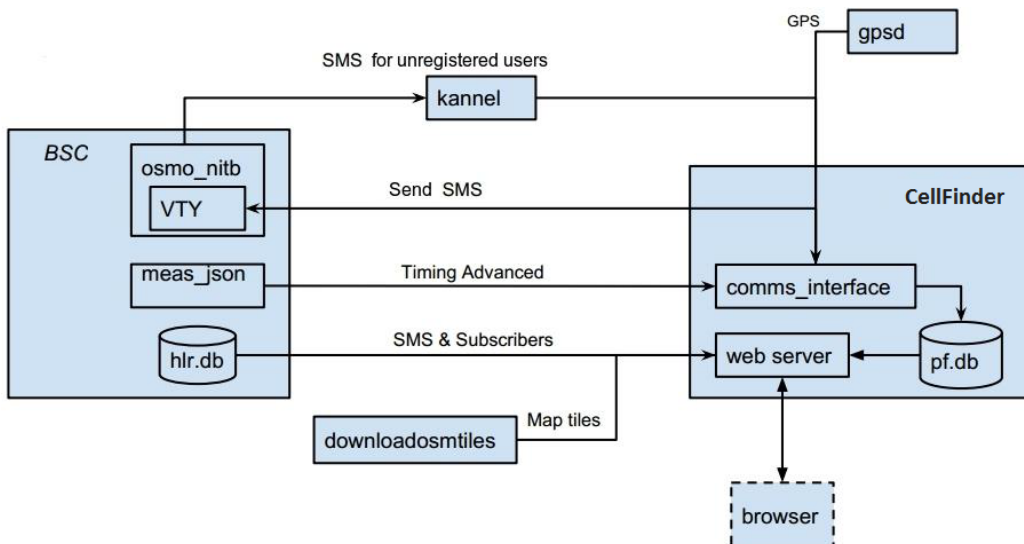 GPS
gpsd
SMS for unregistered users
kannel
BSC
osmo_nitb
VTY
Send SMS
CellFinder
meas_json
Timing Advanced
comms_interface
SMS & Subscribers
hlr.db
web server
pf.db
Map tiles
downloadosmtiles
browser